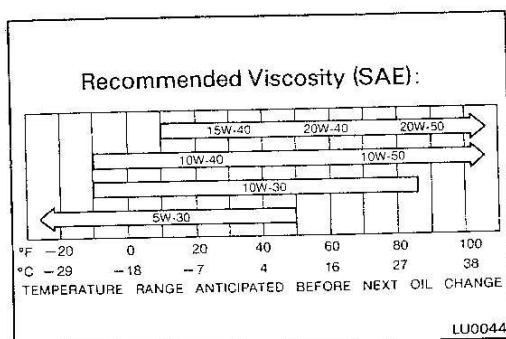 Recommended Viscosity (SAE):
15W-40 20W-40 20W-50
10W-40 10W-50
10W-30
5W-30
°F −20 0 20 40 60 80 100
°C −29 −18 −7 4 16 27 38
TEMPERATURE RANGE ANTICIPATED BEFORE NEXT OIL CHANGE
LU0044